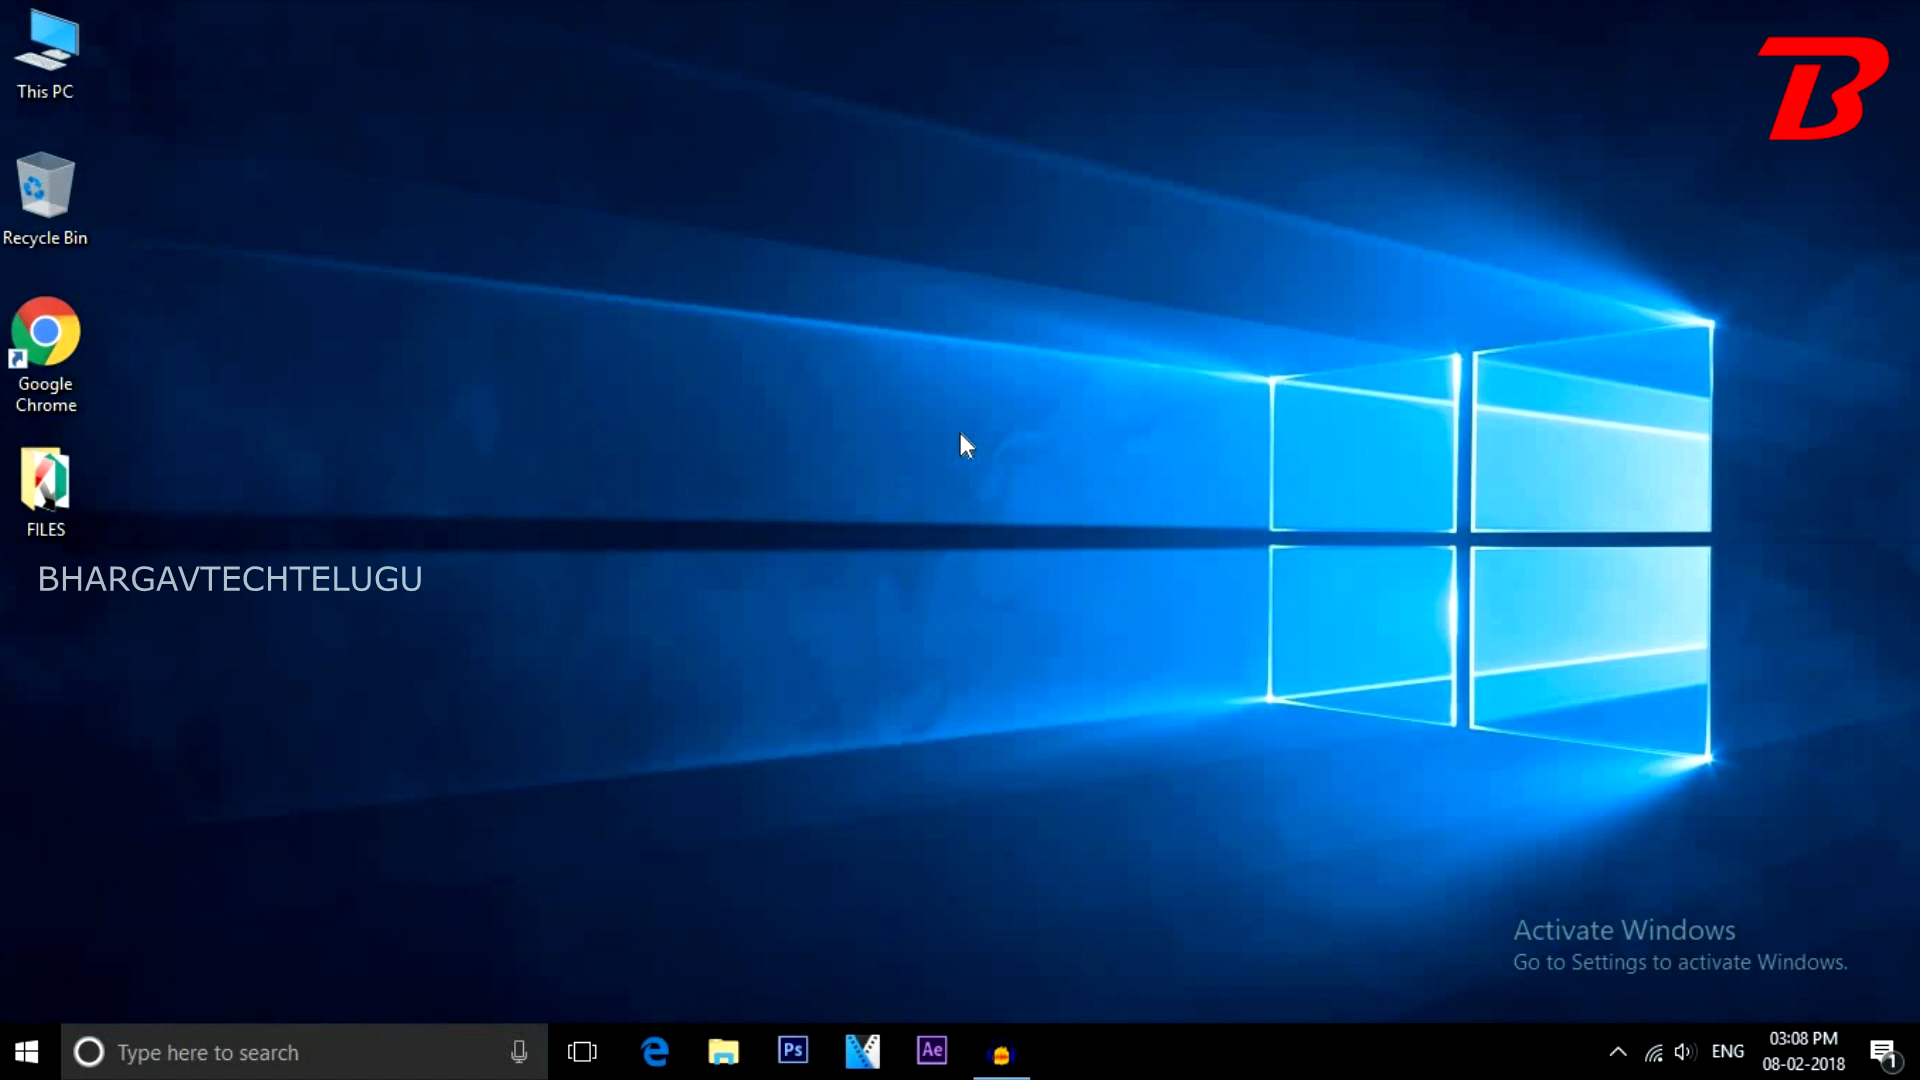 This PC
Recycle Bin
Google
Chrome
FILES
BHARGAVTECHTELUGU
B
Activate Windows
Go to Settings to activate Windows.
Type here to search
Ps
Ae
ENG
03:08 PM
08-02-2018
1